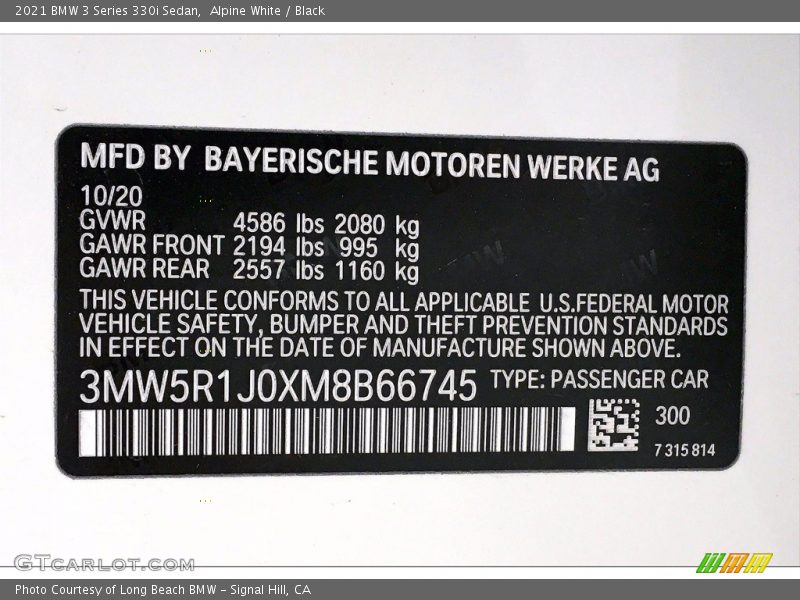 2021 BMW 3 Series 330i Sedan,  Alpine White / Black
MFD BY BAYERISCHE MOTOREN WERKE AG
10/20
GVWR 4586 lbs 2080 kg
GAWR FRONT 2194 lbs 995 kg
GAWR REAR 2557 lbs 1160 kg
THIS VEHICLE CONFORMS TO ALL APPLICABLE U.S.FEDERAL MOTOR
VEHICLE SAFETY, BUMPER AND THEFT PREVENTION STANDARDS
IN EFFECT ON THE DATE OF MANUFACTURE SHOWN ABOVE.
3MW5R1J0XM8B66745 TYPE: PASSENGER CAR
300
7 315 814
GTCARLOT.COM
Photo Courtesy of Long Beach BMW – Signal Hill, CA